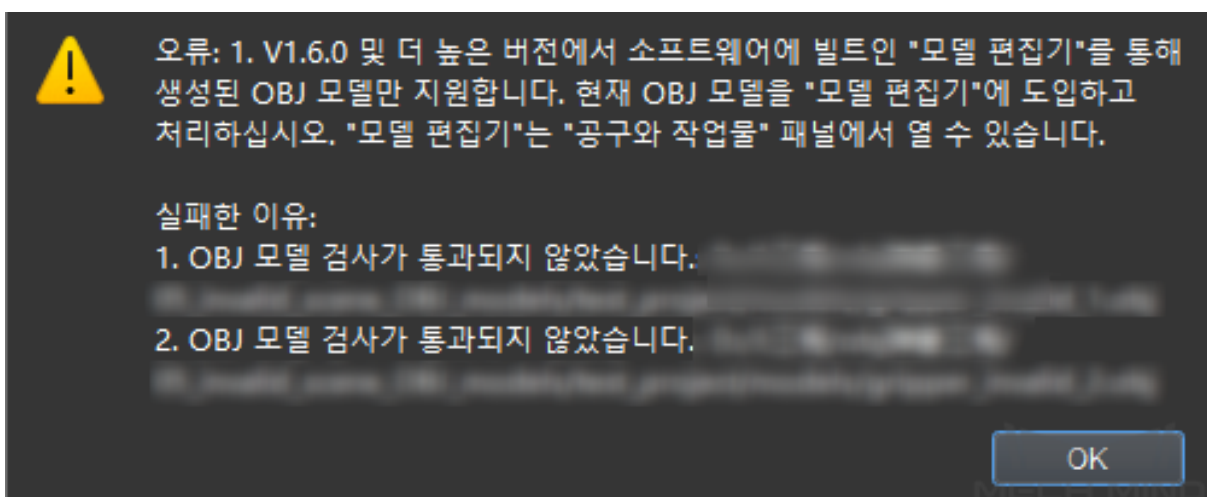 오류: 1. V1.6.0 및 더 높은 버전에서 소프트웨어에 빌트인 "모델 편집기"를 통해
생성된 OBJ 모델만 지원합니다. 현재 OBJ 모델을 "모델 편집기"에 도입하고
처리하십시오. "모델 편집기"는 "공구와 작업물" 패널에서 열 수 있습니다.
실패한 이유:
1. OBJ 모델 검사가 통과되지 않았습니다.
2. OBJ 모델 검사가 통과되지 않았습니다.
OK